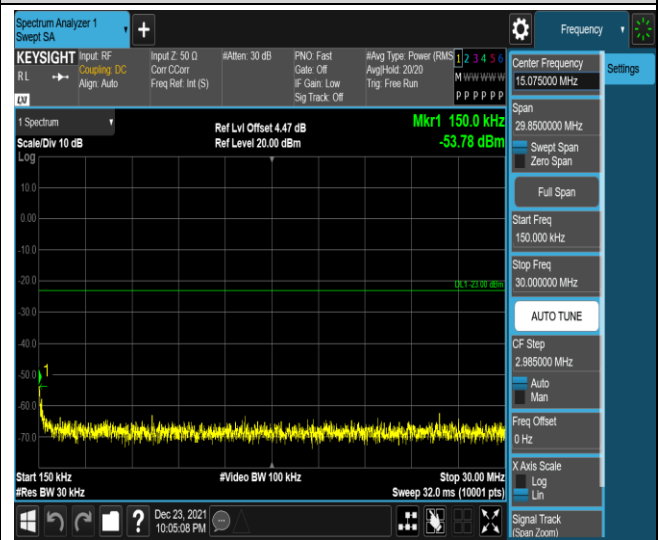 Spectrum Analyzer 1
Swept SA
+
Frequency
KEYSIGHT
RL
LXI
Input: RF
Coupling: DC
Align: Auto
Input Z: 50 Ω
Corr CCorr
Freq Ref: Int (S)
#Atten: 30 dB
PNO: Fast
Gate: Off
IF Gain: Low
Sig Track: Off
#Avg Type: Power (RMS
Avg|Hold: 20/20
Trig: Free Run
1 2 3 4 5 6
M W W W W W
P P P P P P
Center Frequency
15.075000 MHz
Settings
Span
29.8500000 MHz
Swept Span
Zero Span
Full Span
Start Freq
150.000 kHz
Stop Freq
30.000000 MHz
AUTO TUNE
CF Step
2.985000 MHz
Auto
Man
Freq Offset
0 Hz
X Axis Scale
Log
Lin
Signal Track
(Span Zoom)
1 Spectrum
Scale/Div 10 dB
Log
Ref Lvl Offset 4.47 dB
Ref Level 20.00 dBm
Mkr1 150.0 kHz
-53.78 dBm
10.0
0.00
-10.0
-20.0
DL1 -23.00 dBm
-30.0
-40.0
-50.0
1
-60.0
-70.0
Start 150 kHz
#Res BW 30 kHz
#Video BW 100 kHz
Stop 30.00 MHz
Sweep 32.0 ms (10001 pts)
?
Dec 23, 2021
10:05:08 PM